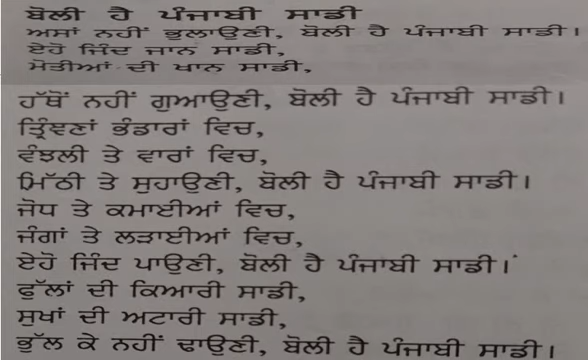 ਬੋਲੀ ਹੈ ਪੰਜਾਬੀ ਸਾਡੀ
ਅਸਾਂ ਨਹੀਂ ਭੁਲਾਉਣੀ, ਬੋਲੀ ਹੈ ਪੰਜਾਬੀ ਸਾਡੀ।
ਏਹੋ ਜਿੰਦ ਜਾਨ ਸਾਡੀ,
ਮੋਤੀਆਂ ਦੀ ਖਾਨ ਸਾਡੀ,
ਹੱਥੋਂ ਨਹੀਂ ਗੁਆਉਣੀ, ਬੋਲੀ ਹੈ ਪੰਜਾਬੀ ਸਾਡੀ।
ਤ੍ਰਿੰਞਣਾਂ ਭੰਡਾਰਾਂ ਵਿਚ,
ਵੰਝਲੀ ਤੇ ਵਾਰਾਂ ਵਿਚ,
ਮਿੱਠੀ ਤੇ ਸੁਹਾਉਣੀ, ਬੋਲੀ ਹੈ ਪੰਜਾਬੀ ਸਾਡੀ।
ਜੋਧ ਤੇ ਕਮਾਈਆਂ ਵਿਚ,
ਜੰਗਾਂ ਤੇ ਲੜਾਈਆਂ ਵਿਚ,
ਏਹੋ ਜਿੰਦ ਪਾਉਣੀ, ਬੋਲੀ ਹੈ ਪੰਜਾਬੀ ਸਾਡੀ।
ਫੁੱਲਾਂ ਦੀ ਕਿਆਰੀ ਸਾਡੀ,
ਸੁਖਾਂ ਦੀ ਅਟਾਰੀ ਸਾਡੀ,
ਭੁੱਲ ਕੇ ਨਹੀਂ ਢਾਉਣੀ, ਬੋਲੀ ਹੈ ਪੰਜਾਬੀ ਸਾਡੀ।